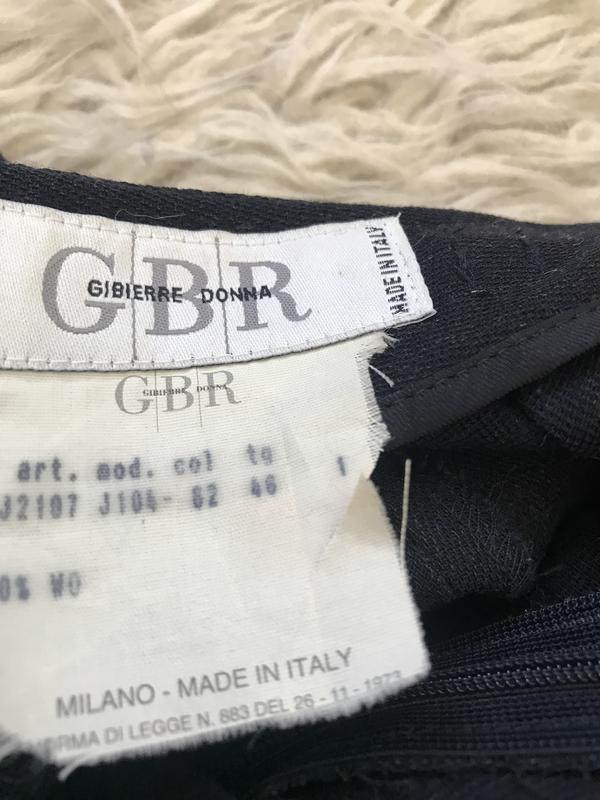 GBR
GIBIERRE DONNA
MADE IN ITALY
GBR
GIBIERRE DONNA
art. mod. col tg 1
J2107 J104- 62 46
0% WO
MILANO - MADE IN ITALY
NORMA DI LEGGE N. 883 DEL 26 - 11 - 1973